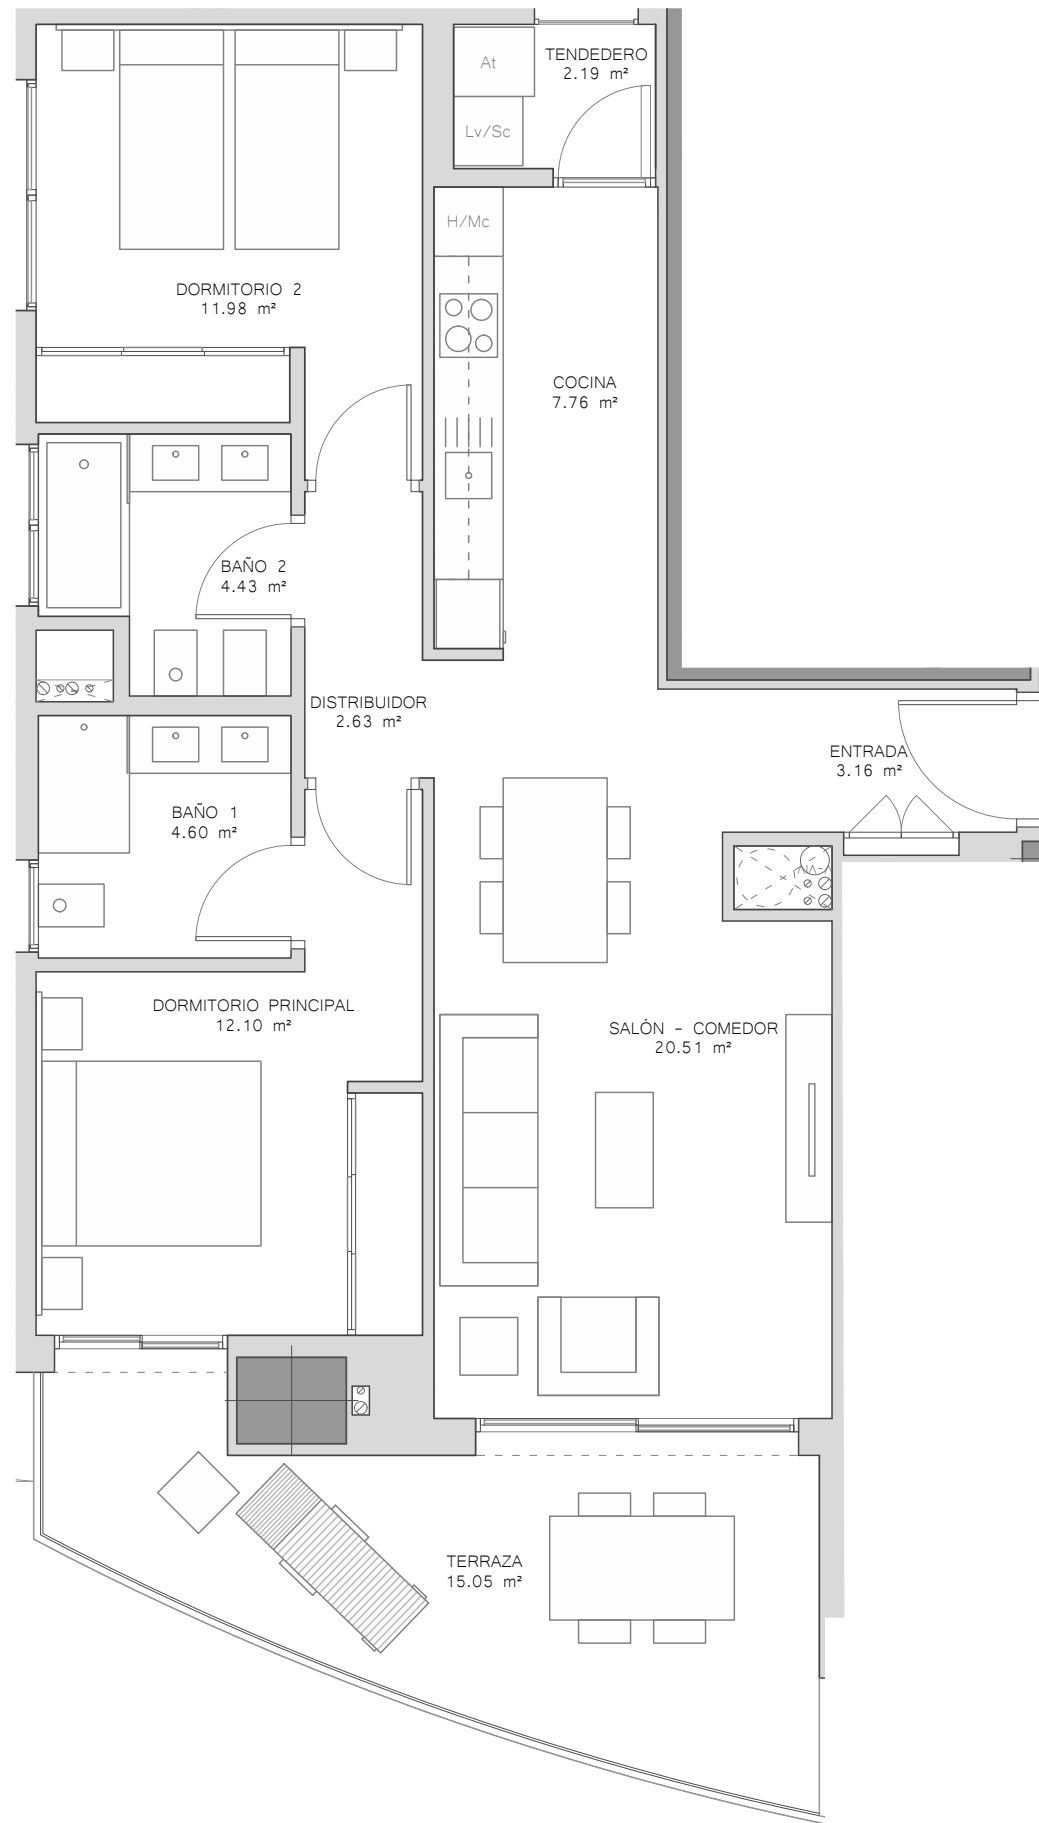 TENDEDERO
2.19 m²
At
Lv/Sc
H/Mc
DORMITORIO 2
11.98 m²
COCINA
7.76 m²
BAÑO 2
4.43 m²
DISTRIBUIDOR
2.63 m²
ENTRADA
3.16 m²
BAÑO 1
4.60 m²
DORMITORIO PRINCIPAL
12.10 m²
SALÓN - COMEDOR
20.51 m²
TERRAZA
15.05 m²